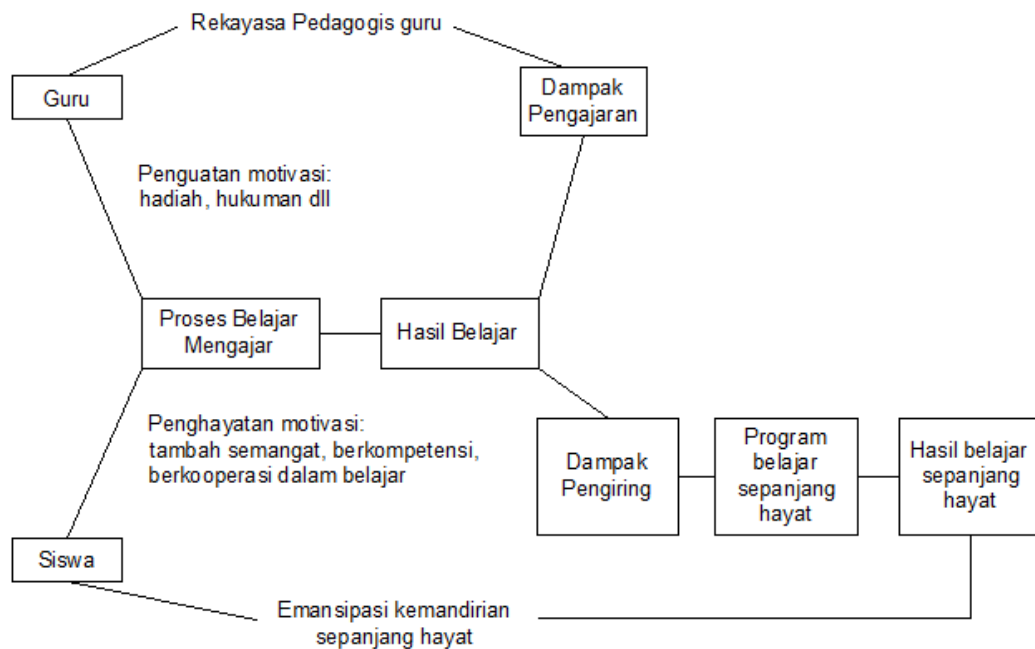 Rekayasa Pedagogis guru
Guru
Dampak
Pengajaran
Penguatan motivasi:
hadiah, hukuman dll
Proses Belajar
Mengajar
Hasil Belajar
Penghayatan motivasi:
tambah semangat, berkompetensi,
berkooperasi dalam belajar
Dampak
Pengiring
Program
belajar
sepanjang
hayat
Hasil belajar
sepanjang
hayat
Siswa
Emansipasi kemandirian
sepanjang hayat